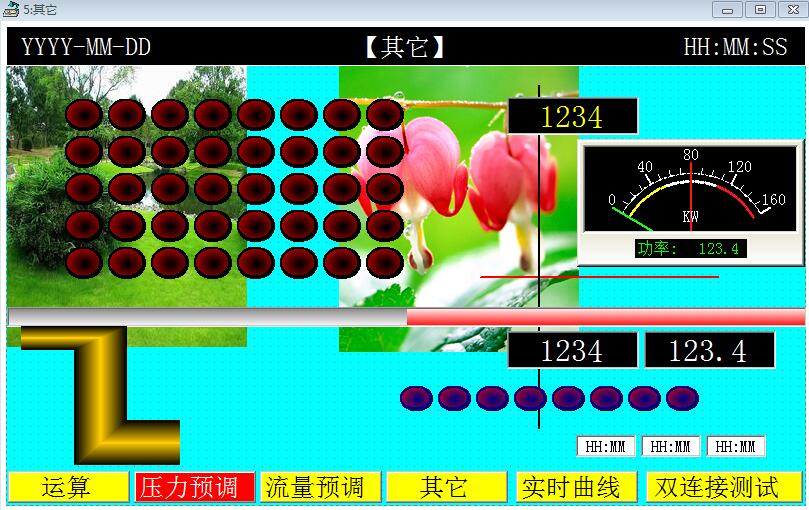 5:其它
YYYY-MM-DD 【其它】 HH:MM:SS
1234
0 40 80 120 160
KW
功率: 123.4
1234 123.4
HH:MM HH:MM HH:MM
运算 压力预调 流量预调 其它 实时曲线 双连接测试